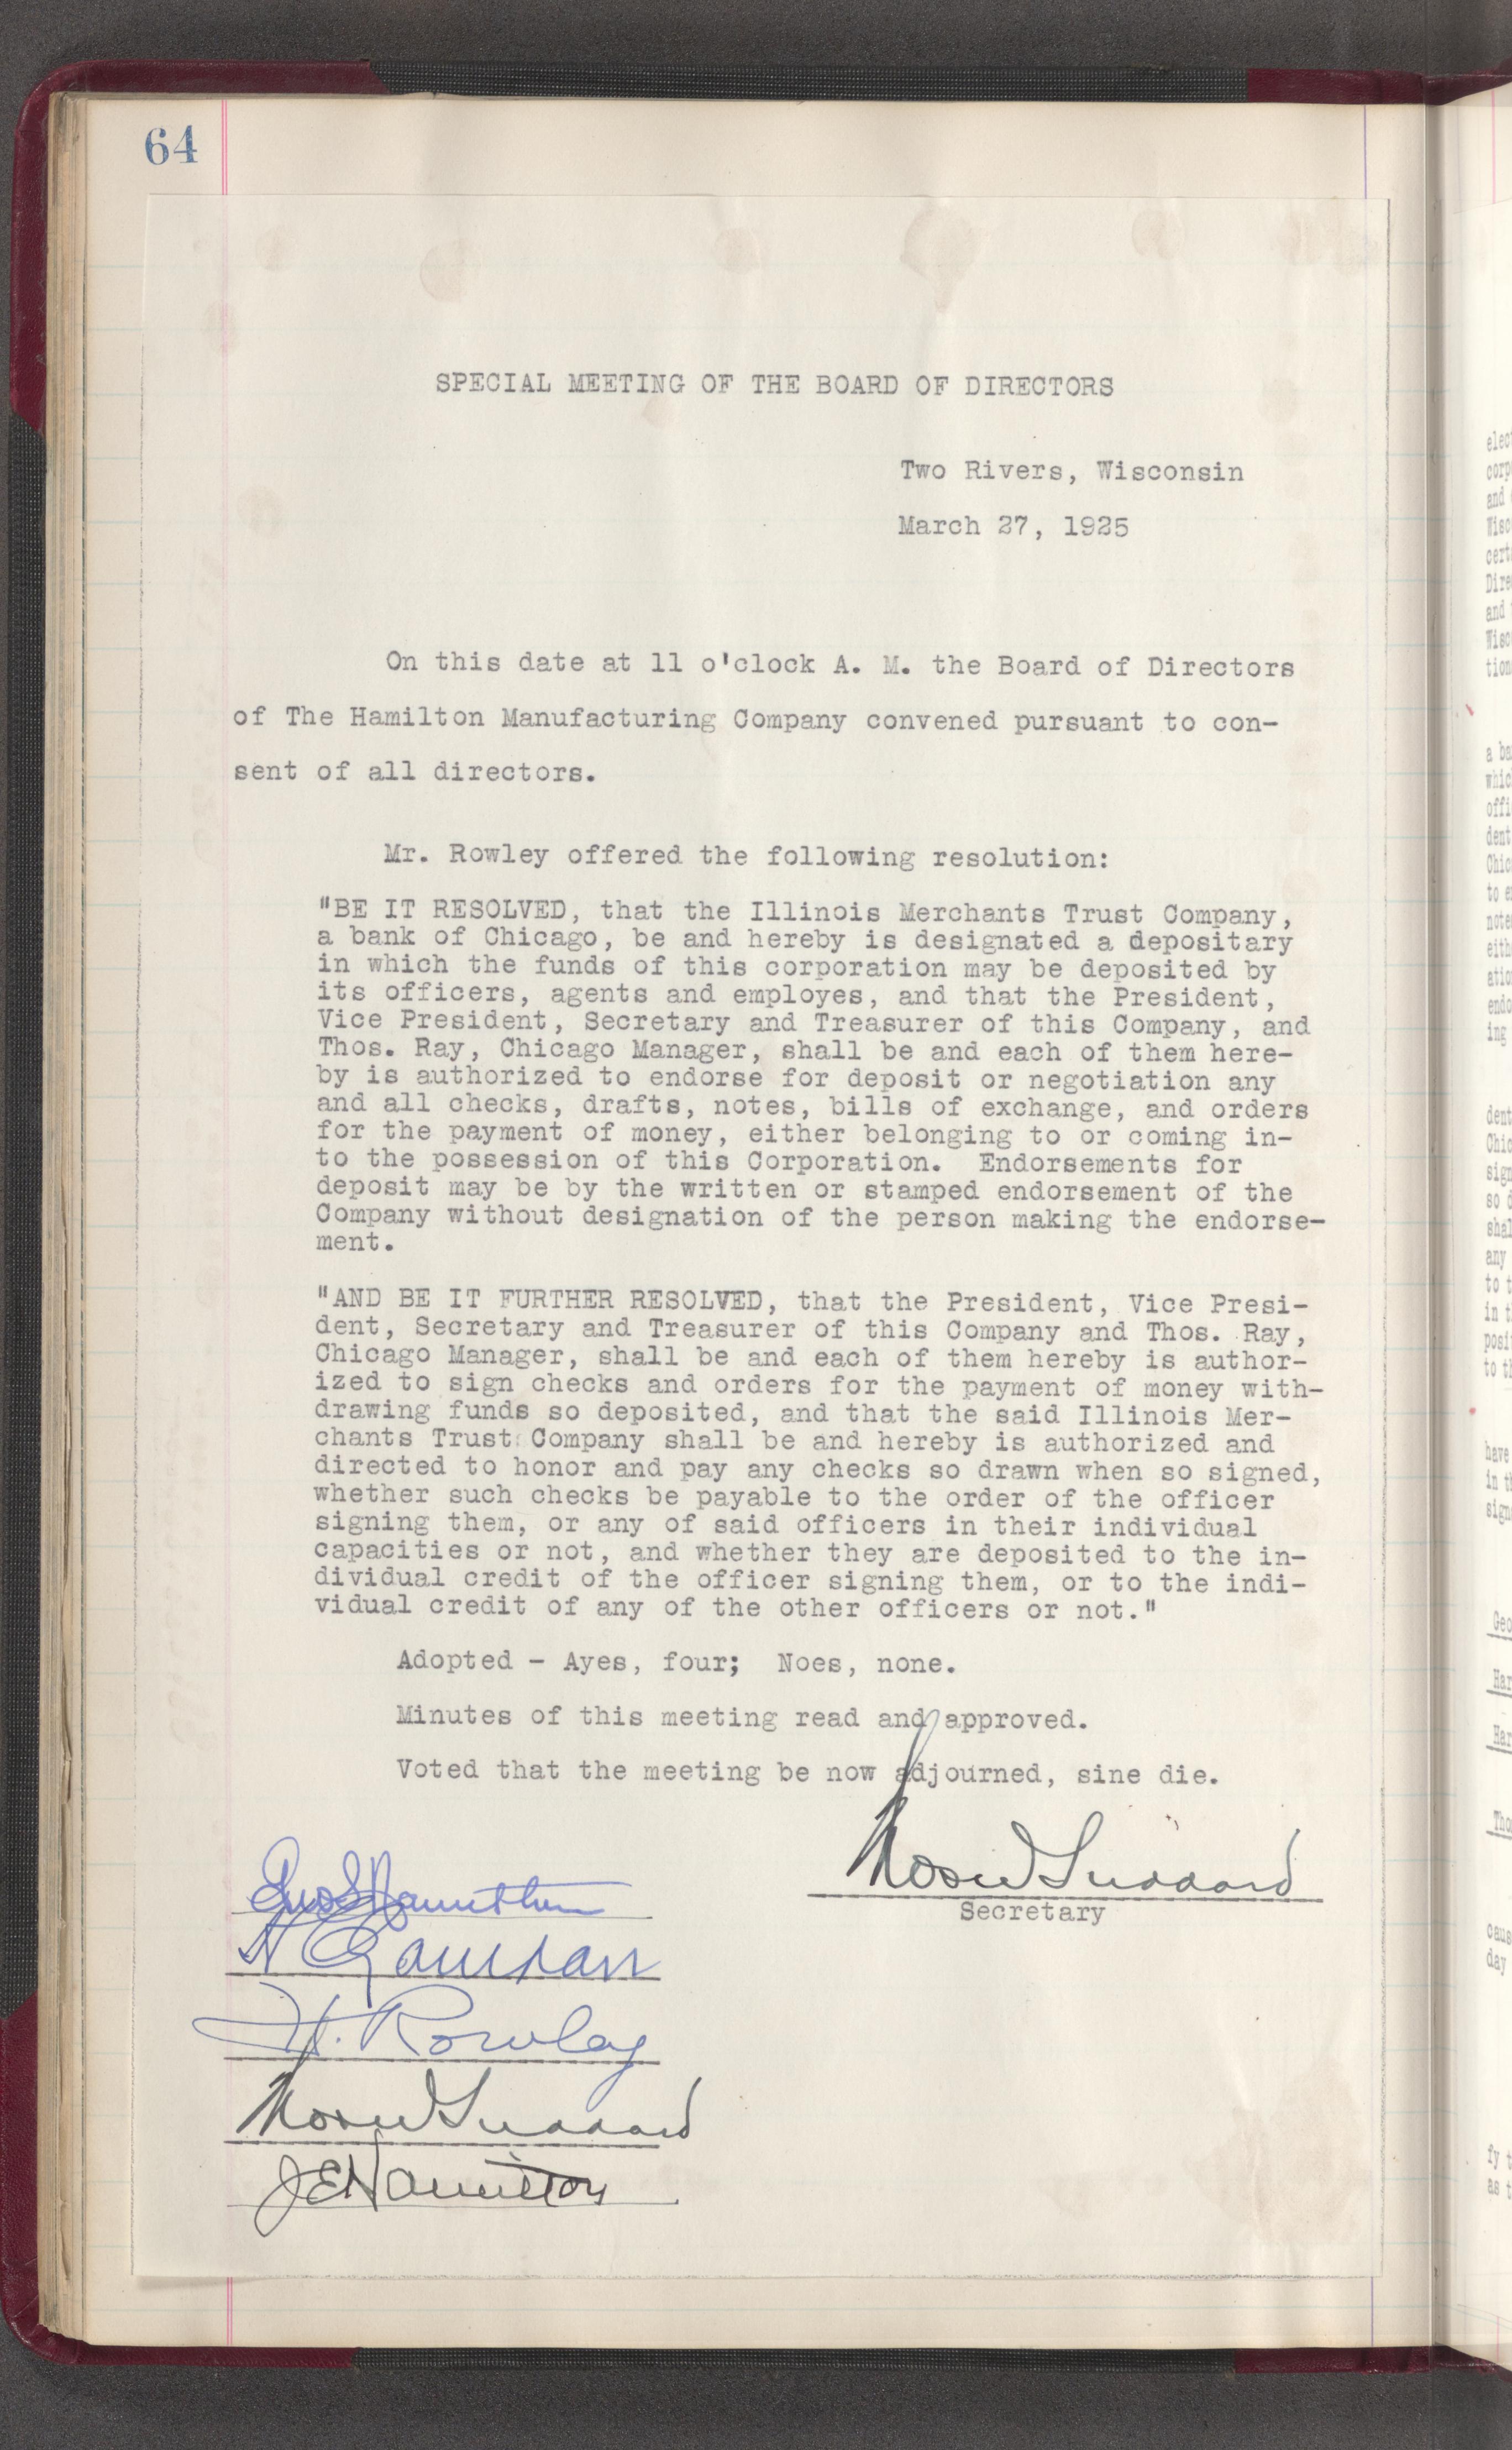 64
SPECIAL MEETING OF THE BOARD OF DIRECTORS
Two Rivers, Wisconsin
March 27, 1925
On this date at 11 o'clock A. M. the Board of Directors
of The Hamilton Manufacturing Company convened pursuant to con-
sent of all directors.
Mr. Rowley offered the following resolution:
"BE IT RESOLVED, that the Illinois Merchants Trust Company,
a bank of Chicago, be and hereby is designated a depositary
in which the funds of this corporation may be deposited by
its officers, agents and employes, and that the President,
Vice President, Secretary and Treasurer of this Company, and
Thos. Ray, Chicago Manager, shall be and each of them here-
by is authorized to endorse for deposit or negotiation any
and all checks, drafts, notes, bills of exchange, and orders
for the payment of money, either belonging to or coming in-
to the possession of this Corporation. Endorsements for
deposit may be by the written or stamped endorsement of the
Company without designation of the person making the endorse-
ment.
"AND BE IT FURTHER RESOLVED, that the President, Vice Presi-
dent, Secretary and Treasurer of this Company and Thos. Ray,
Chicago Manager, shall be and each of them hereby is author-
ized to sign checks and orders for the payment of money with-
drawing funds so deposited, and that the said Illinois Mer-
chants Trust Company shall be and hereby is authorized and
directed to honor and pay any checks so drawn when so signed,
whether such checks be payable to the order of the officer
signing them, or any of said officers in their individual
capacities or not, and whether they are deposited to the in-
dividual credit of the officer signing them, or to the indi-
vidual credit of any of the other officers or not."
Adopted - Ayes, four; Noes, none.
Minutes of this meeting read and approved.
Voted that the meeting be now adjourned, sine die.
Secretary
Hamilton
H. Rowley
J E Hamilton